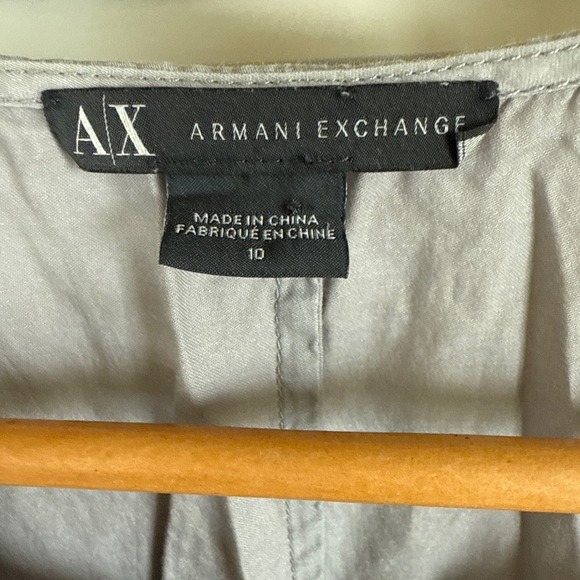 A|X ARMANI EXCHANGE
MADE IN CHINA
FABRIQUÉ EN CHINE
10